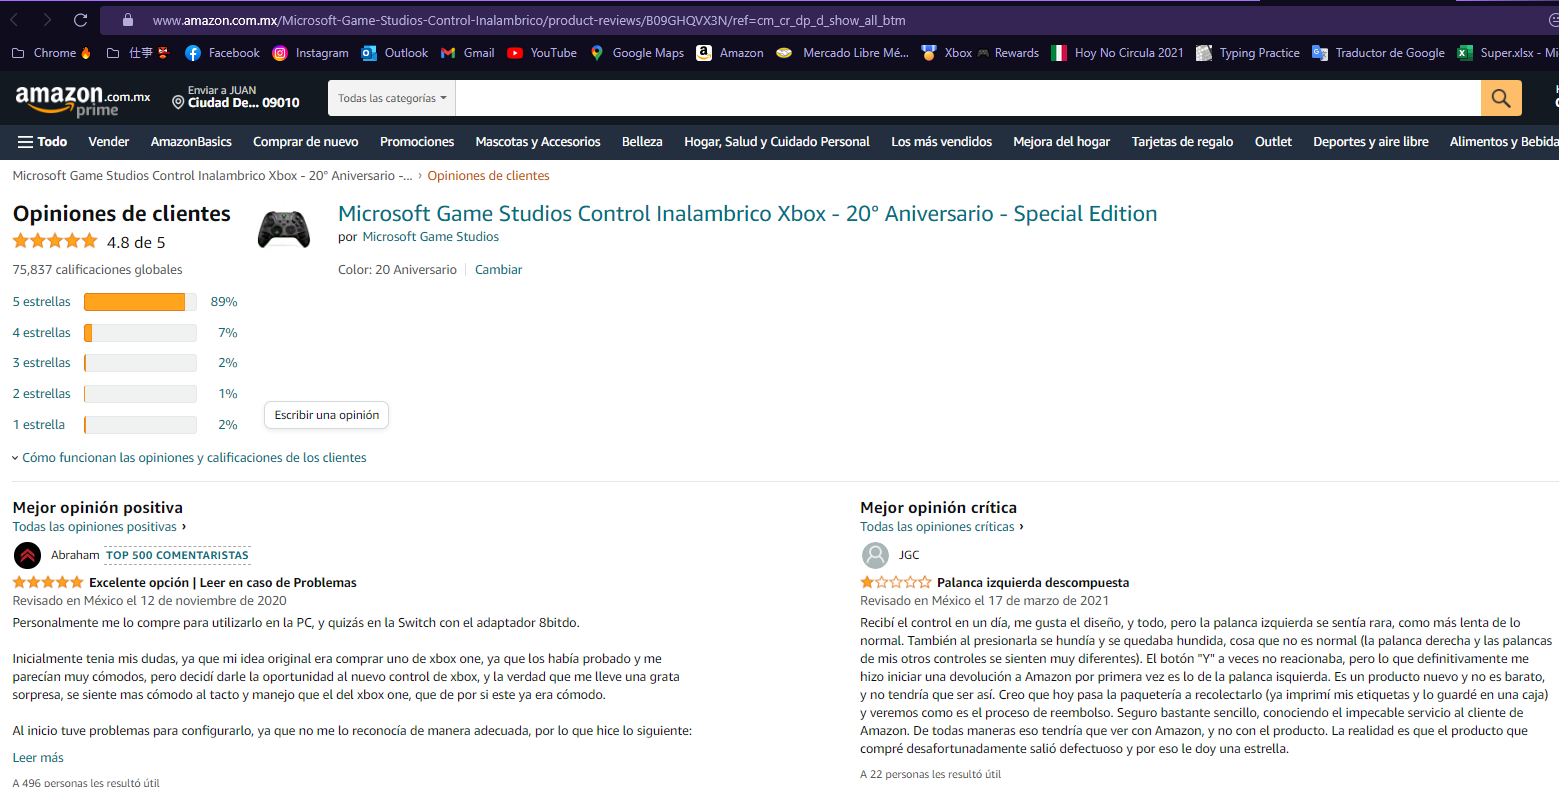 www.amazon.com.mx/Microsoft-Game-Studios-Control-Inalambrico/product-reviews/B09GHQVX3N/ref=cm_cr_dp_d_show_all_btm
Chrome 仕事 Facebook Instagram Outlook Gmail YouTube Google Maps Amazon Mercado Libre Mé... Xbox Rewards Hoy No Circula 2021 Typing Practice Traductor de Google Super.xlsx - Mi
amazon.com.mx
prime
Enviar a JUAN
Ciudad De... 09010
Todas las categorías
Todo Vender AmazonBasics Comprar de nuevo Promociones Mascotas y Accesorios Belleza Hogar, Salud y Cuidado Personal Los más vendidos Mejora del hogar Tarjetas de regalo Outlet Deportes y aire libre Alimentos y Bebida
Microsoft Game Studios Control Inalambrico Xbox - 20° Aniversario -... › Opiniones de clientes
Opiniones de clientes
4.8 de 5
75,837 calificaciones globales
5 estrellas 89%
4 estrellas 7%
3 estrellas 2%
2 estrellas 1%
1 estrella 2%
Cómo funcionan las opiniones y calificaciones de los clientes
Microsoft Game Studios Control Inalambrico Xbox - 20° Aniversario - Special Edition
por Microsoft Game Studios
Color: 20 Aniversario | Cambiar
Escribir una opinión
Mejor opinión positiva
Todas las opiniones positivas ›
Abraham TOP 500 COMENTARISTAS
Excelente opción | Leer en caso de Problemas
Revisado en México el 12 de noviembre de 2020
Personalmente me lo compre para utilizarlo en la PC, y quizás en la Switch con el adaptador 8bitdo.
Inicialmente tenia mis dudas, ya que mi idea original era comprar uno de xbox one, ya que los había probado y me
parecían muy cómodos, pero decidí darle la oportunidad al nuevo control de xbox, y la verdad que me lleve una grata
sorpresa, se siente mas cómodo al tacto y manejo que el del xbox one, que de por si este ya era cómodo.
Al inicio tuve problemas para configurarlo, ya que no me lo reconocía de manera adecuada, por lo que hice lo siguiente:
Leer más
A 496 personas les resultó útil
Mejor opinión crítica
Todas las opiniones críticas ›
JGC
Palanca izquierda descompuesta
Revisado en México el 17 de marzo de 2021
Recibí el control en un día, me gusta el diseño, y todo, pero la palanca izquierda se sentía rara, como más lenta de lo
normal. También al presionarla se hundía y se quedaba hundida, cosa que no es normal (la palanca derecha y las palancas
de mis otros controles se sienten muy diferentes). El botón "Y" a veces no reacionaba, pero lo que definitivamente me
hizo iniciar una devolución a Amazon por primera vez es lo de la palanca isquierda. Es un producto nuevo y no es barato,
y no tendría que ser así. Creo que hoy pasa la paquetería a recolectarlo (ya imprimí mis etiquetas y lo guardé en una caja)
y veremos como es el proceso de reembolso. Seguro bastante sencillo, conociendo el impecable servicio al cliente de
Amazon. De todas maneras eso tendría que ver con Amazon, y no con el producto. La realidad es que el producto que
compré desafortunadamente salió defectuoso y por eso le doy una estrella.
A 22 personas les resultó útil